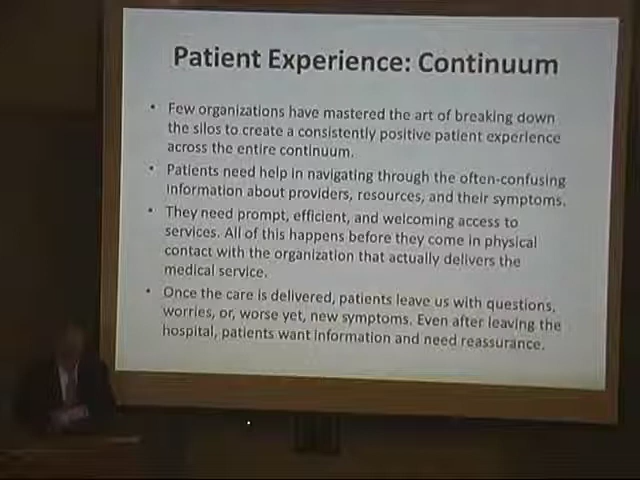 Patient Experience: Continuum
• Few organizations have mastered the art of breaking down
the silos to create a consistently positive patient experience
across the entire continuum.
• Patients need help in navigating through the often-confusing
information about providers, resources, and their symptoms.
• They need prompt, efficient, and welcoming access to
services. All of this happens before they come in physical
contact with the organization that actually delivers the
medical service.
• Once the care is delivered, patients leave us with questions,
worries, or, worse yet, new symptoms. Even after leaving the
hospital, patients want information and need reassurance.